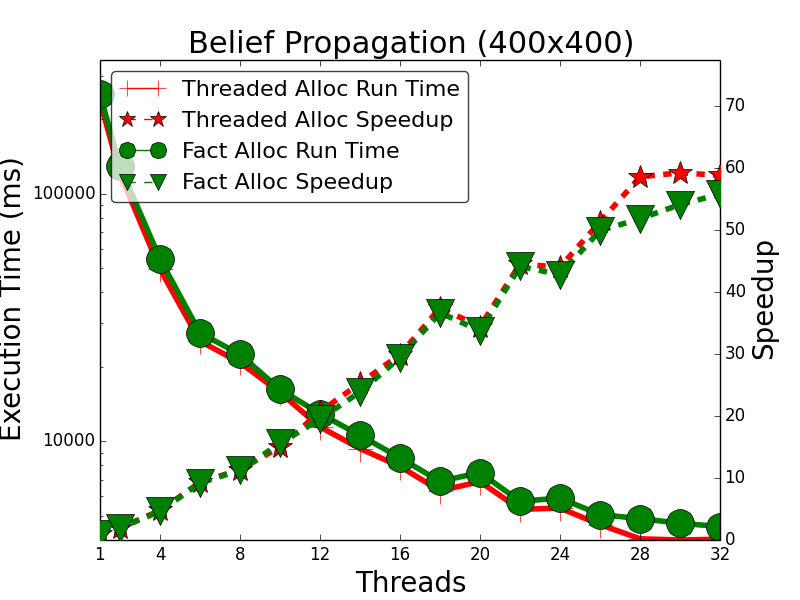 Belief Propagation (400x400)
Threaded Alloc Run Time
Threaded Alloc Speedup
Fact Alloc Run Time
Fact Alloc Speedup
Execution Time (ms)
100000
10000
70
60
50
40
30
20
10
0
Speedup
1 4 8 12 16 20 24 28 32
Threads